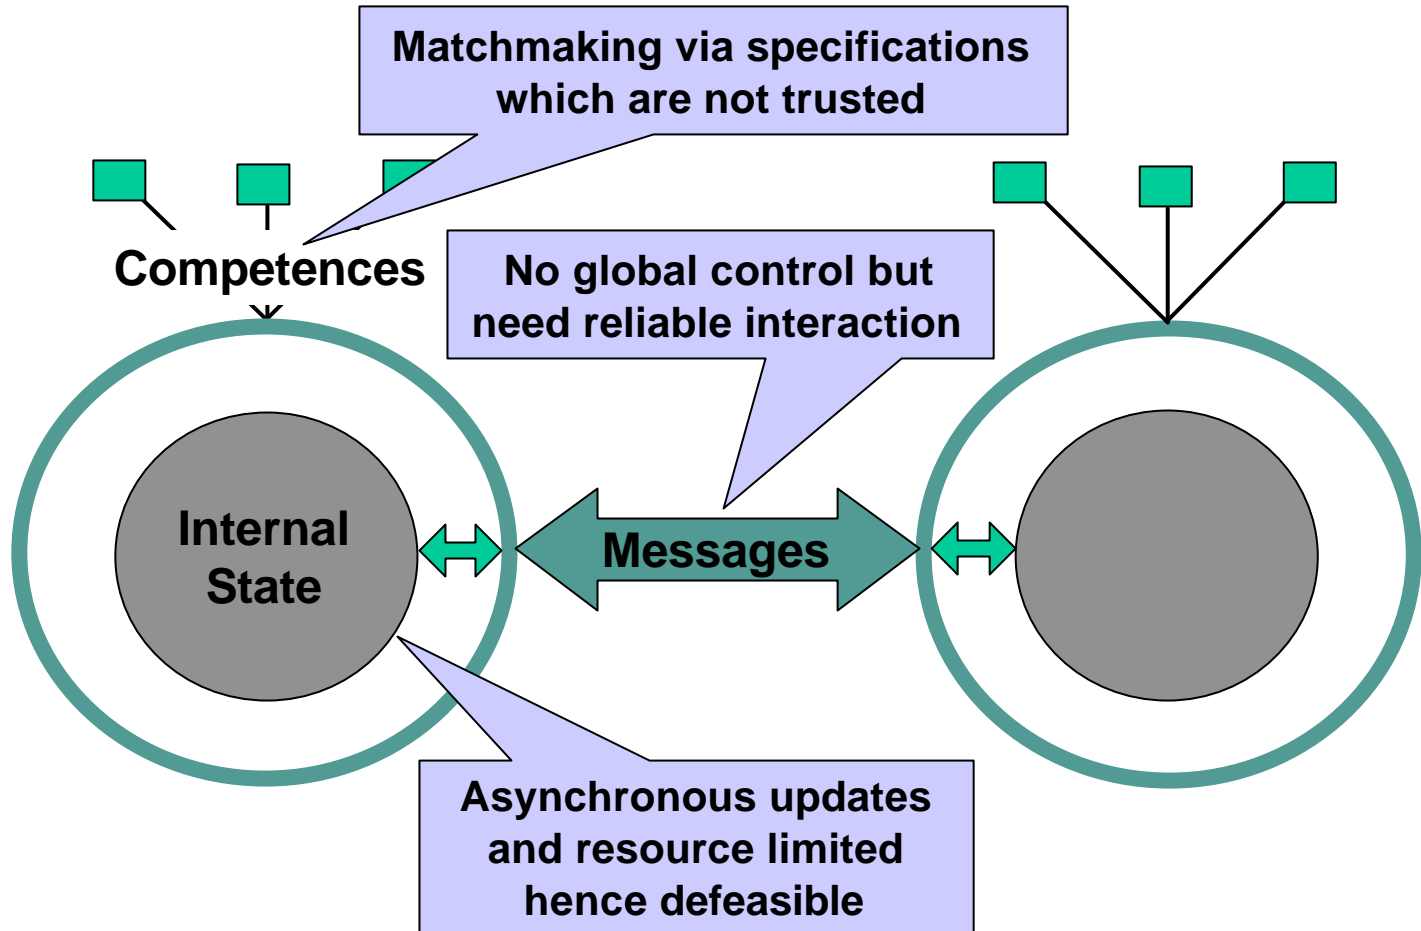 Matchmaking via specifications
which are not trusted
Competences
No global control but
need reliable interaction
Internal
State
Messages
Asynchronous updates
and resource limited
hence defeasible